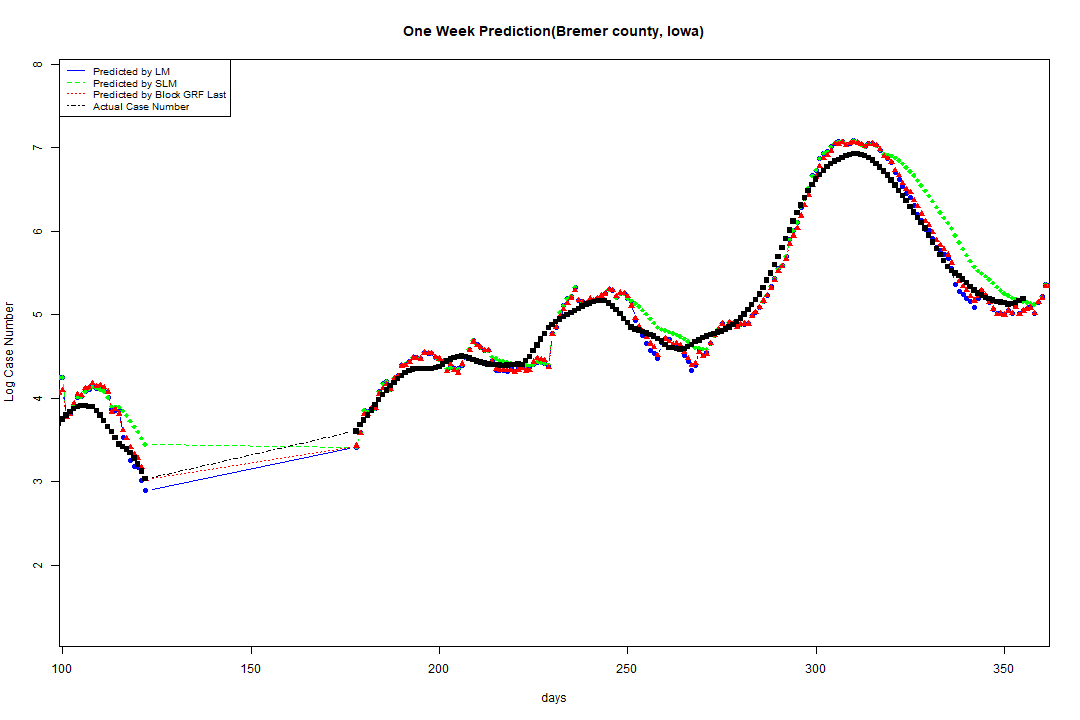 One Week Prediction(Bremer county, Iowa)
Predicted by LM
Predicted by SLM
Predicted by Block GRF Last
Actual Case Number
8
7
6
5
4
3
2
Log Case Number
100 150 200 250 300 350
days